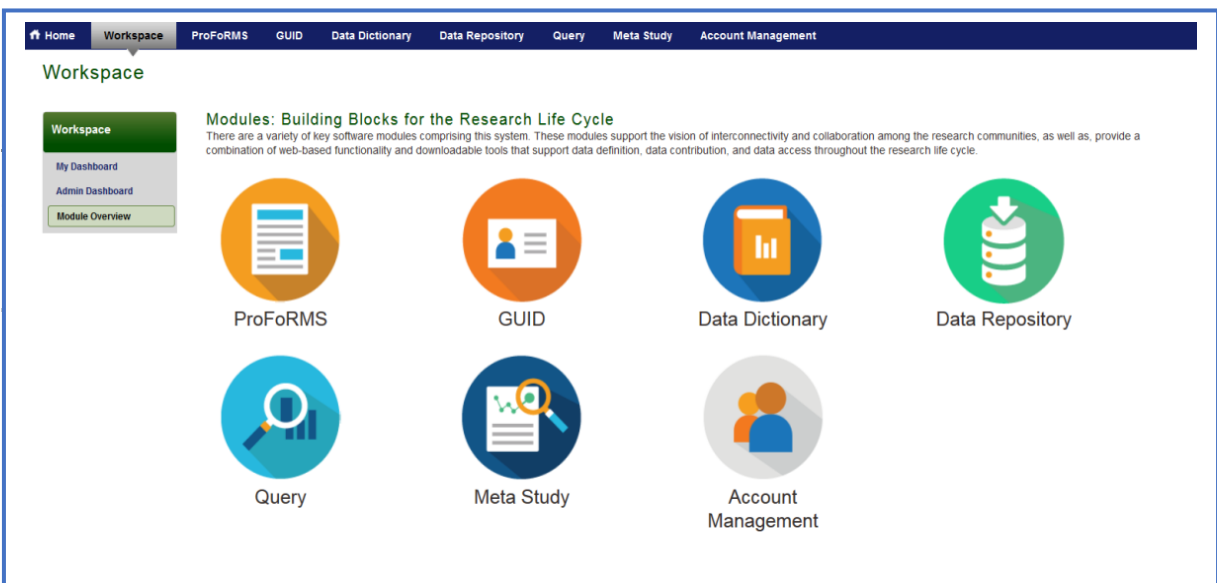 Home Workspace ProFoRMS GUID Data Dictionary Data Repository Query Meta Study Account Management
Workspace
Workspace
My Dashboard
Admin Dashboard
Module Overview
Modules: Building Blocks for the Research Life Cycle
There are a variety of key software modules comprising this system. These modules support the vision of interconnectivity and collaboration among the research communities, as well as, provide a
combination of web-based functionality and downloadable tools that support data definition, data contribution, and data access throughout the research life cycle.
ProFoRMS GUID Data Dictionary Data Repository
Query Meta Study Account
Management